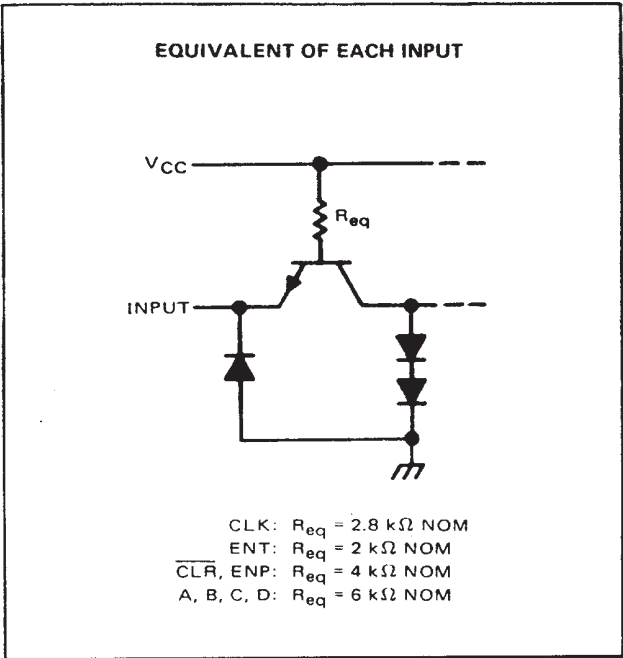 EQUIVALENT OF EACH INPUT
VCC
Req
INPUT
CLK: Req = 2.8 kΩ NOM
ENT: Req = 2 kΩ NOM
C̅L̅R̅, ENP: Req = 4 kΩ NOM
A, B, C, D: Req = 6 kΩ NOM